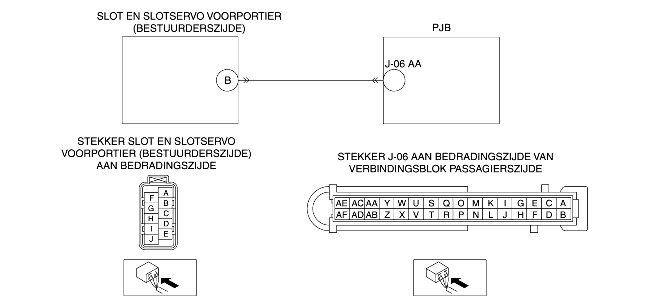 SLOT EN SLOTSERVO VOORPORTIER
(BESTUURDERSZIJDE)
PJB
B
J-06 AA
STEKKER SLOT EN SLOTSERVO
VOORPORTIER (BESTUURDERSZIJDE)
AAN BEDRADINGSZIJDE
STEKKER J-06 AAN BEDRADINGSZIJDE VAN
VERBINDINGSBLOK PASSAGIERSZIJDE
F A
G B
H C
I D
J E
AE AC AA Y W U S Q O M K I G E C A
AF AD AB Z X V T R P N L J H F D B